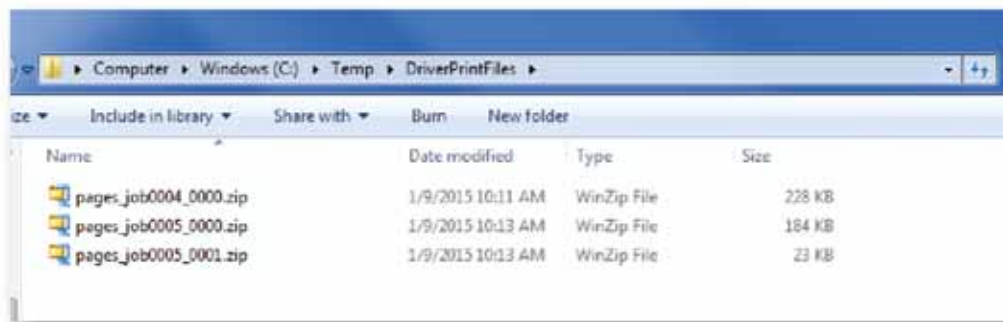 Computer Windows (C:) Temp DriverPrintFiles
ze Include in library Share with Burn New folder
Name Date modified Type Size
pages_job0004_0000.zip 1/9/2015 10:11 AM WinZip File 228 KB
pages_job0005_0000.zip 1/9/2015 10:13 AM WinZip File 184 KB
pages_job0005_0001.zip 1/9/2015 10:13 AM WinZip File 23 KB